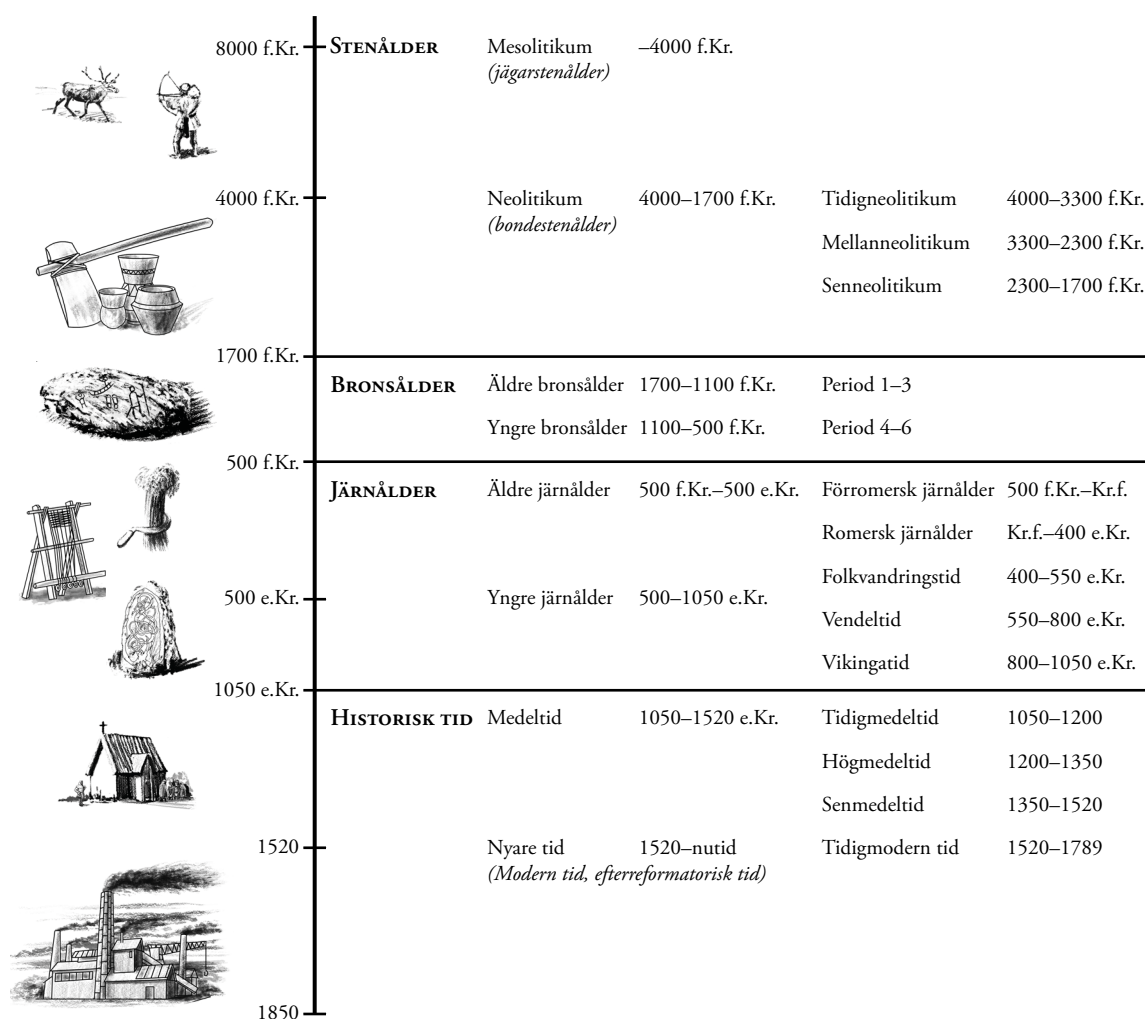 8000 f.Kr. STENÅLDER Mesolitikum –4000 f.Kr.
(jägarstenålder)
4000 f.Kr. Neolitikum 4000–1700 f.Kr. Tidigneolitikum 4000–3300 f.Kr.
(bondestenålder)
Mellanneolitikum 3300–2300 f.Kr.
Senneolitikum 2300–1700 f.Kr.
1700 f.Kr.
BRONSÅLDER Äldre bronsålder 1700–1100 f.Kr. Period 1–3
Yngre bronsålder 1100–500 f.Kr. Period 4–6
500 f.Kr.
JÄRNÅLDER Äldre järnålder 500 f.Kr.–500 e.Kr. Förromersk järnålder 500 f.Kr.–Kr.f.
Romersk järnålder Kr.f.–400 e.Kr.
Folkvandringstid 400–550 e.Kr.
500 e.Kr. Yngre järnålder 500–1050 e.Kr.
Vendeltid 550–800 e.Kr.
Vikingatid 800–1050 e.Kr.
1050 e.Kr.
HISTORISK TID Medeltid 1050–1520 e.Kr. Tidigmedeltid 1050–1200
Högmedeltid 1200–1350
Senmedeltid 1350–1520
1520 Nyare tid 1520–nutid Tidigmodern tid 1520–1789
(Modern tid, efterreformatorisk tid)
1850